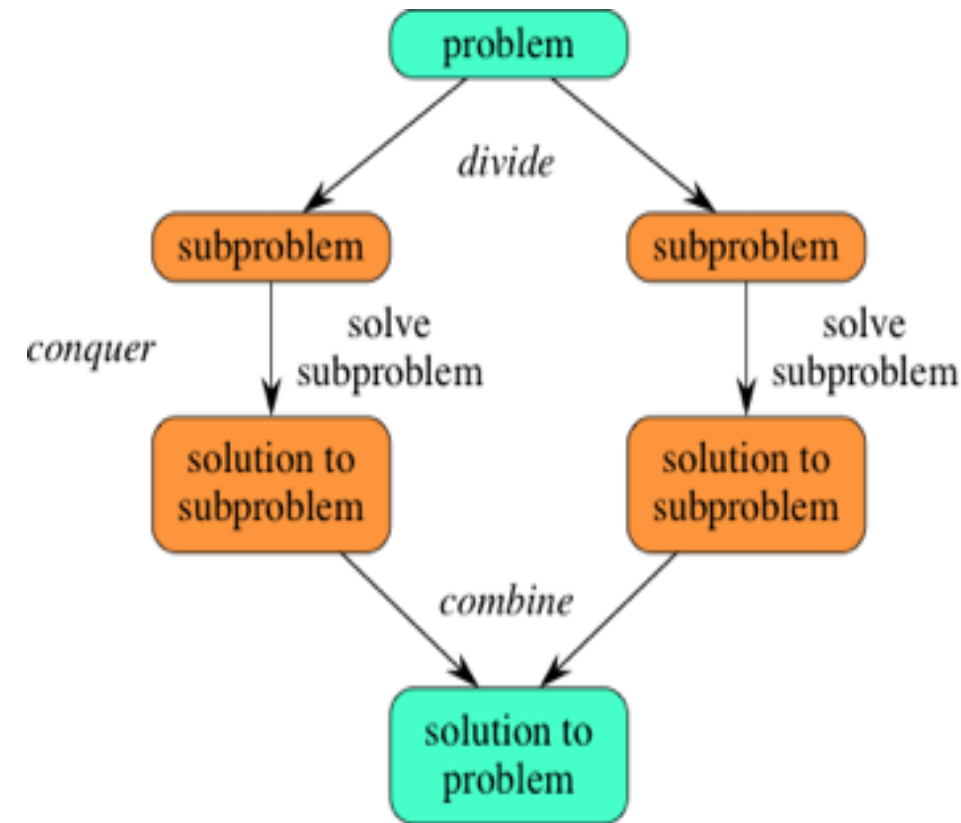 problem
divide
subproblem
subproblem
conquer
solve
subproblem
solve
subproblem
solution to
subproblem
solution to
subproblem
combine
solution to
problem